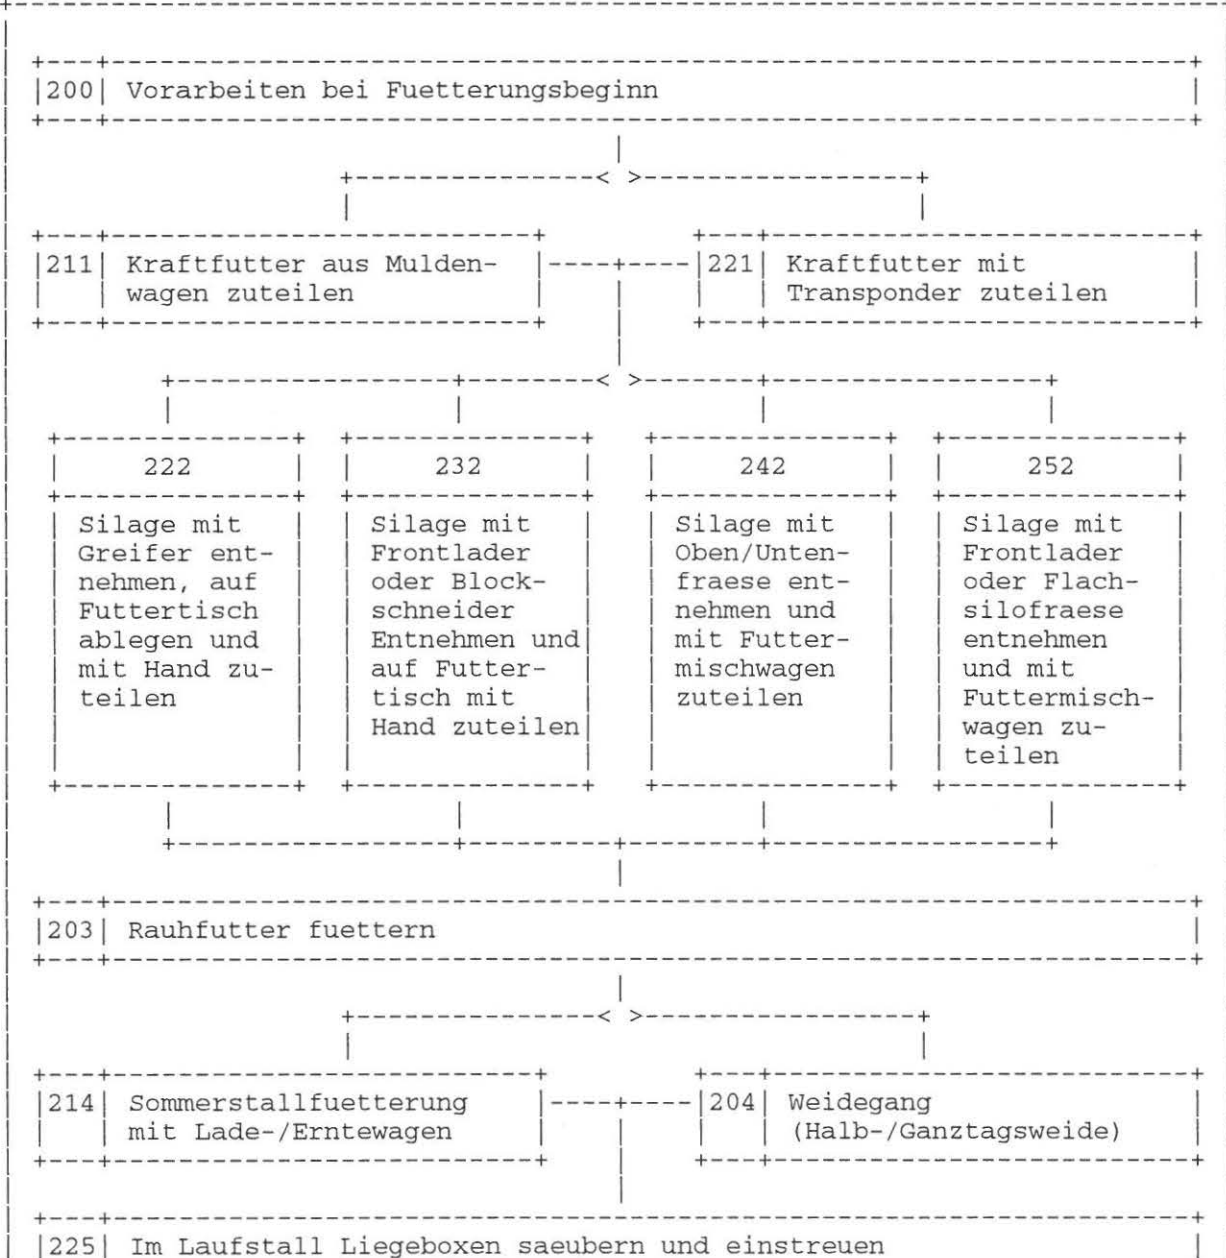 200 Vorarbeiten bei Fuetterungsbeginn
211 Kraftfutter aus Mulden-
wagen zuteilen
221 Kraftfutter mit
Transponder zuteilen
222
Silage mit
Greifer ent-
nehmen, auf
Futtertisch
ablegen und
mit Hand zu-
teilen
232
Silage mit
Frontlader
oder Block-
schneider
Entnehmen und
auf Futter-
tisch mit
Hand zuteilen
242
Silage mit
Oben/Unten-
fraese ent-
nehmen und
mit Futter-
mischwagen
zuteilen
252
Silage mit
Frontlader
oder Flach-
silofraese
entnehmen
und mit
Futtermisch-
wagen zu-
teilen
203 Rauhfutter fuettern
214 Sommerstallfuetterung
mit Lade-/Erntewagen
204 Weidegang
(Halb-/Ganztagsweide)
225 Im Laufstall Liegeboxen saeubern und einstreuen